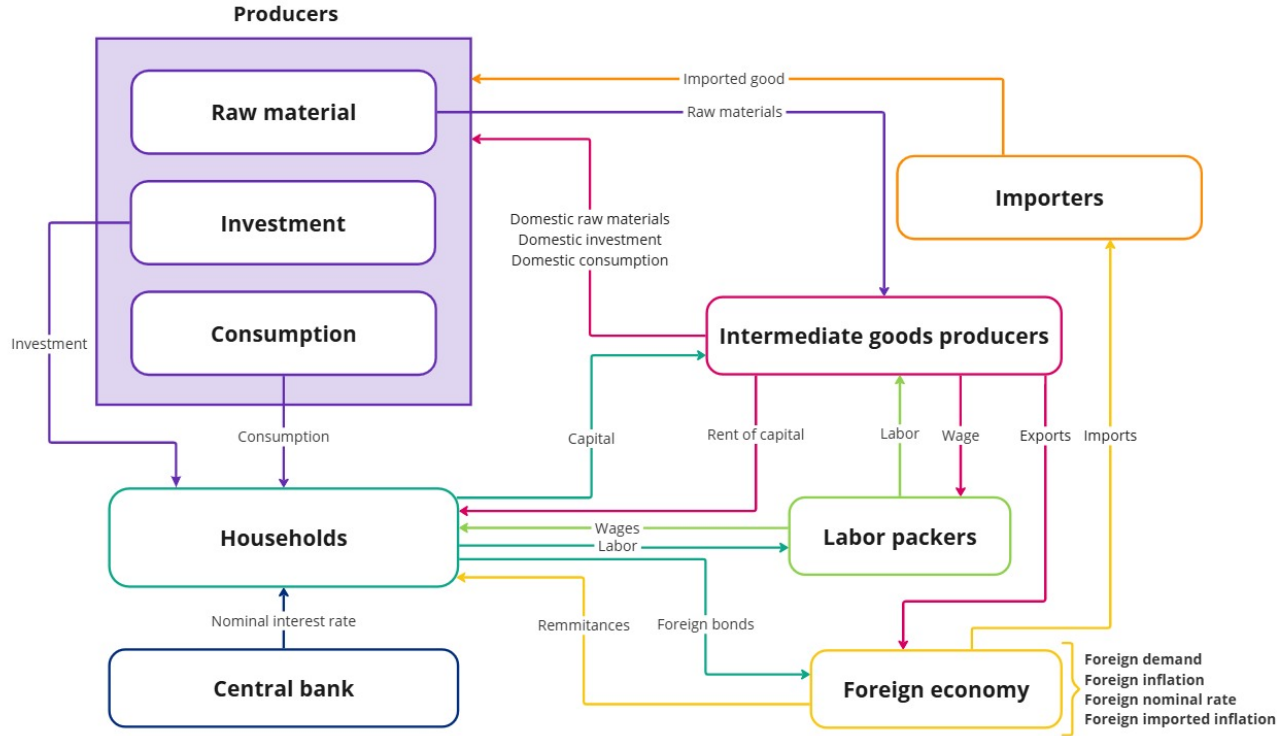 Producers
Raw material
Investment
Consumption
Imported good
Raw materials
Importers
Domestic raw materials
Domestic investment
Domestic consumption
Intermediate goods producers
Investment
Consumption
Capital
Rent of capital
Labor
Wage
Exports
Imports
Households
Wages
Labor
Labor packers
Nominal interest rate
Remmitances
Foreign bonds
Central bank
Foreign economy
Foreign demand
Foreign inflation
Foreign nominal rate
Foreign imported inflation